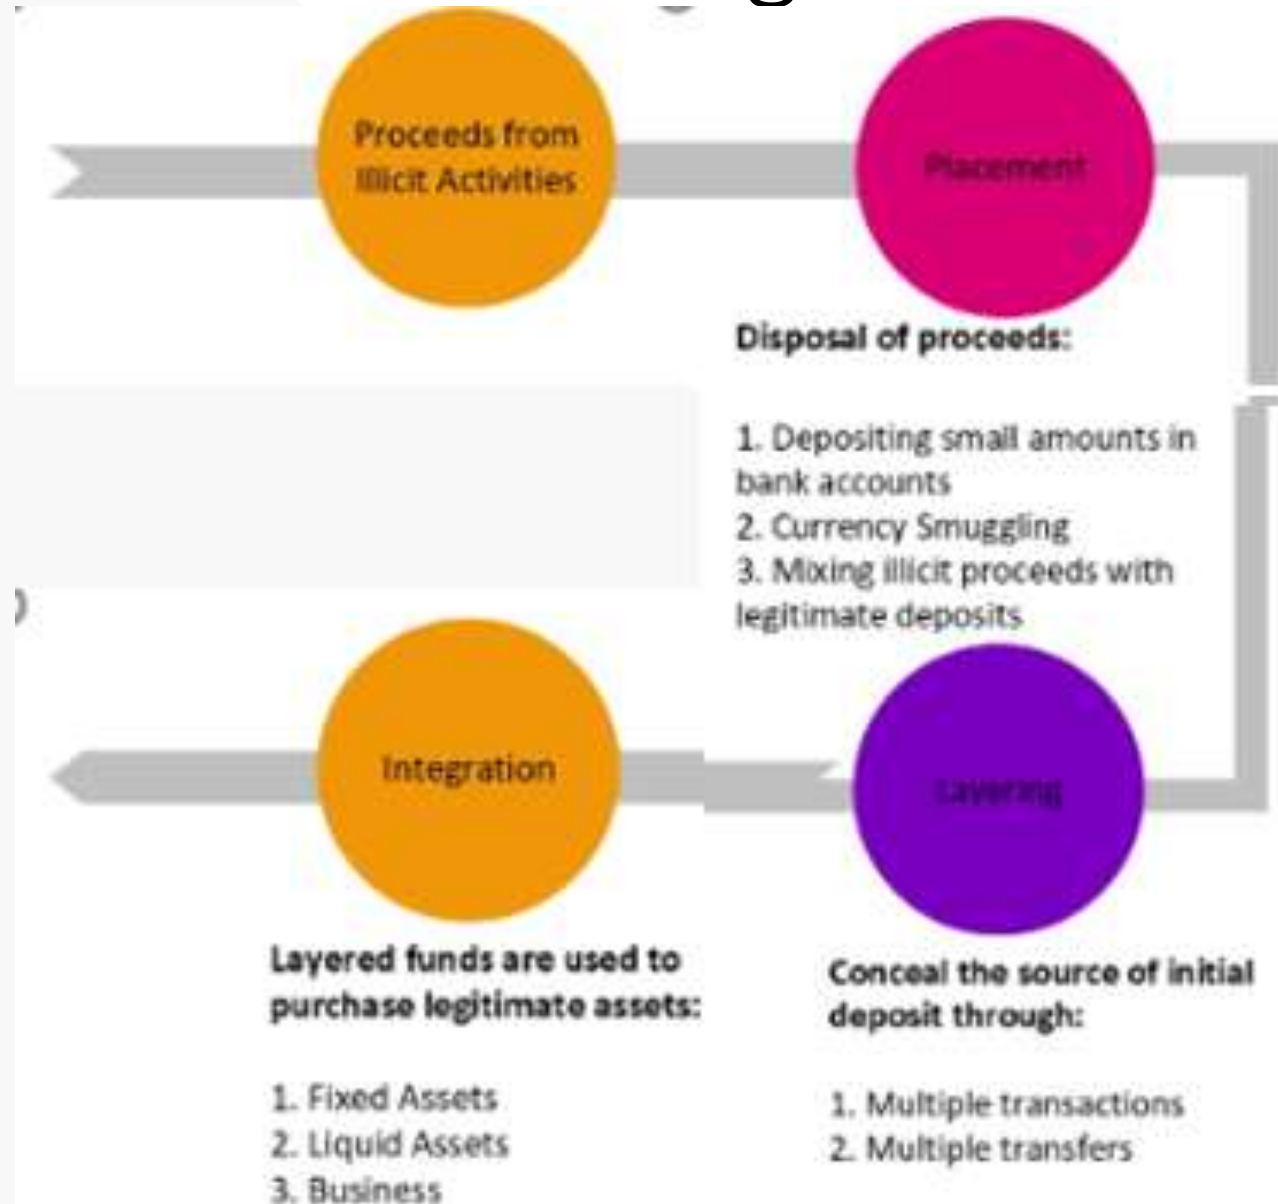 Proceeds from
Illicit Activities
Placement
Disposal of proceeds:
1. Depositing small amounts in
bank accounts
2. Currency Smuggling
3. Mixing illicit proceeds with
legitimate deposits
Integration
Layering
Layered funds are used to
purchase legitimate assets:
1. Fixed Assets
2. Liquid Assets
3. Business
Conceal the source of initial
deposit through:
1. Multiple transactions
2. Multiple transfers